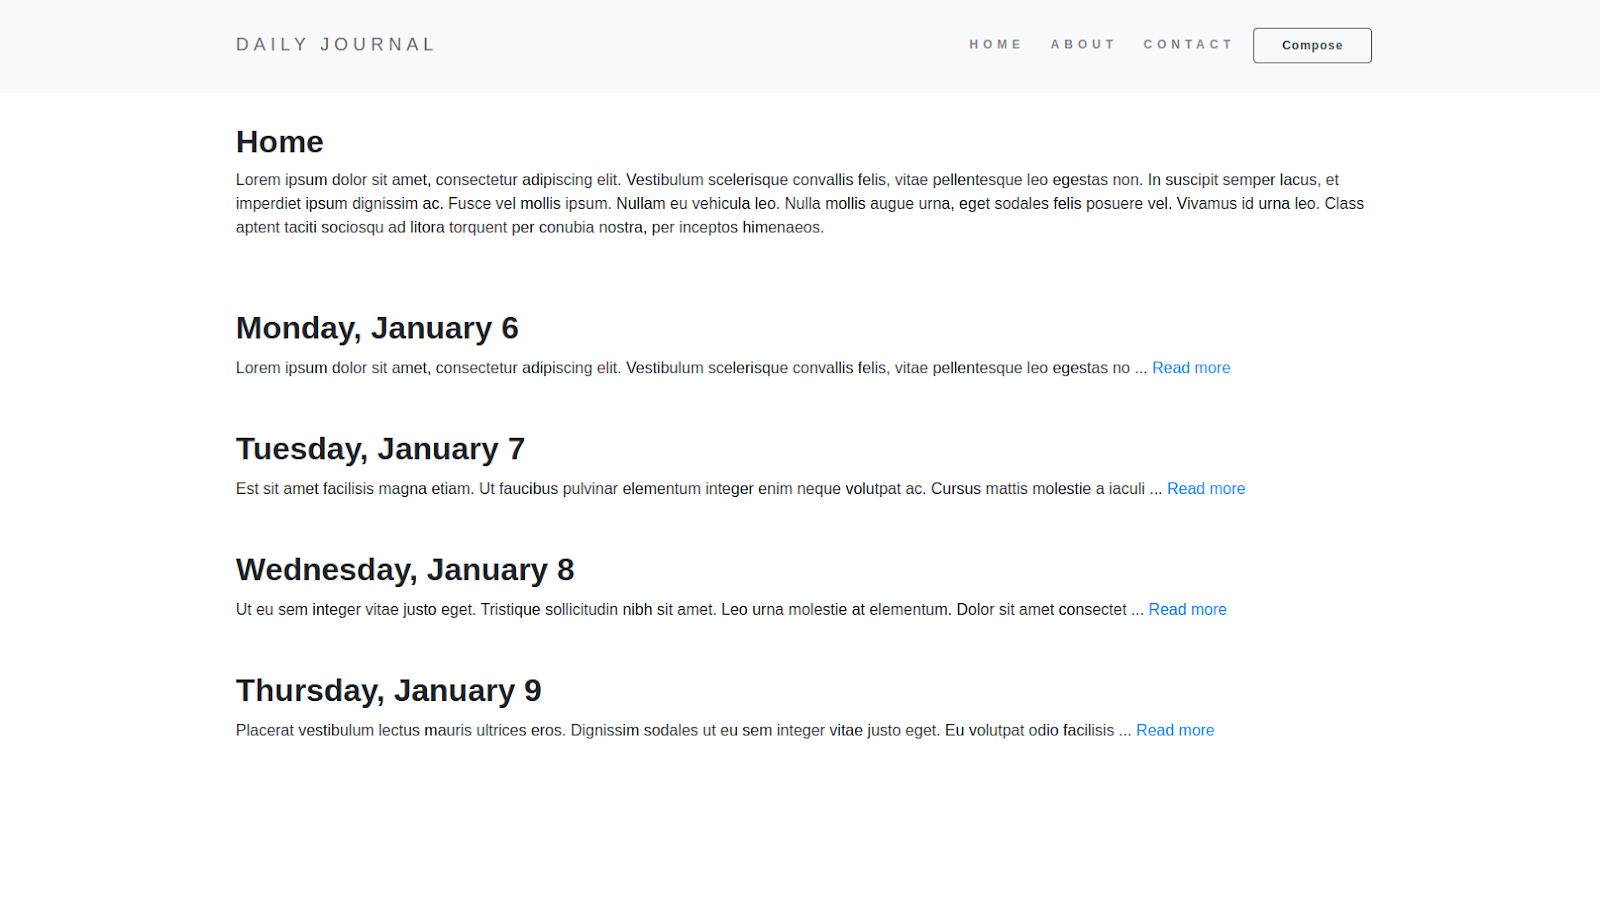 DAILY JOURNAL
HOME ABOUT CONTACT Compose
Home
Lorem ipsum dolor sit amet, consectetur adipiscing elit. Vestibulum scelerisque convallis felis, vitae pellentesque leo egestas non. In suscipit semper lacus, et
imperdiet ipsum dignissim ac. Fusce vel mollis ipsum. Nullam eu vehicula leo. Nulla mollis augue urna, eget sodales felis posuere vel. Vivamus id urna leo. Class
aptent taciti sociosqu ad litora torquent per conubia nostra, per inceptos himenaeos.
Monday, January 6
Lorem ipsum dolor sit amet, consectetur adipiscing elit. Vestibulum scelerisque convallis felis, vitae pellentesque leo egestas no ... Read more
Tuesday, January 7
Est sit amet facilisis magna etiam. Ut faucibus pulvinar elementum integer enim neque volutpat ac. Cursus mattis molestie a iaculi ... Read more
Wednesday, January 8
Ut eu sem integer vitae justo eget. Tristique sollicitudin nibh sit amet. Leo urna molestie at elementum. Dolor sit amet consectet ... Read more
Thursday, January 9
Placerat vestibulum lectus mauris ultrices eros. Dignissim sodales ut eu sem integer vitae justo eget. Eu volutpat odio facilisis ... Read more